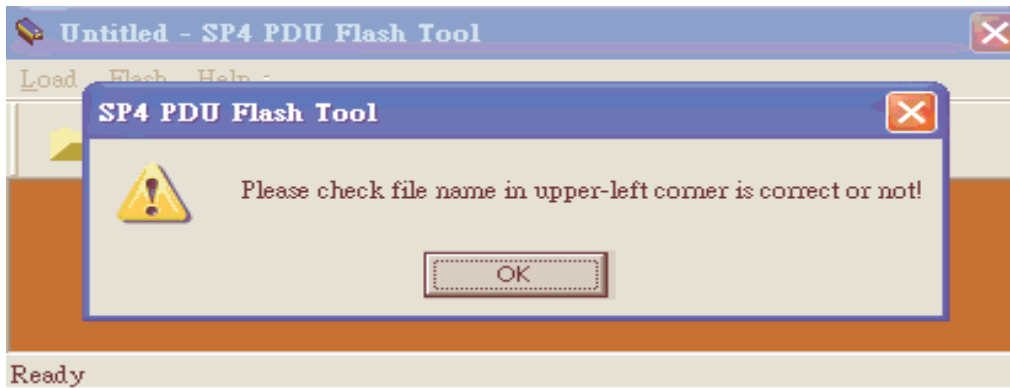 Untitled - SP4 PDU Flash Tool
Load Flash Help
SP4 PDU Flash Tool
Please check file name in upper-left corner is correct or not!
OK
Ready